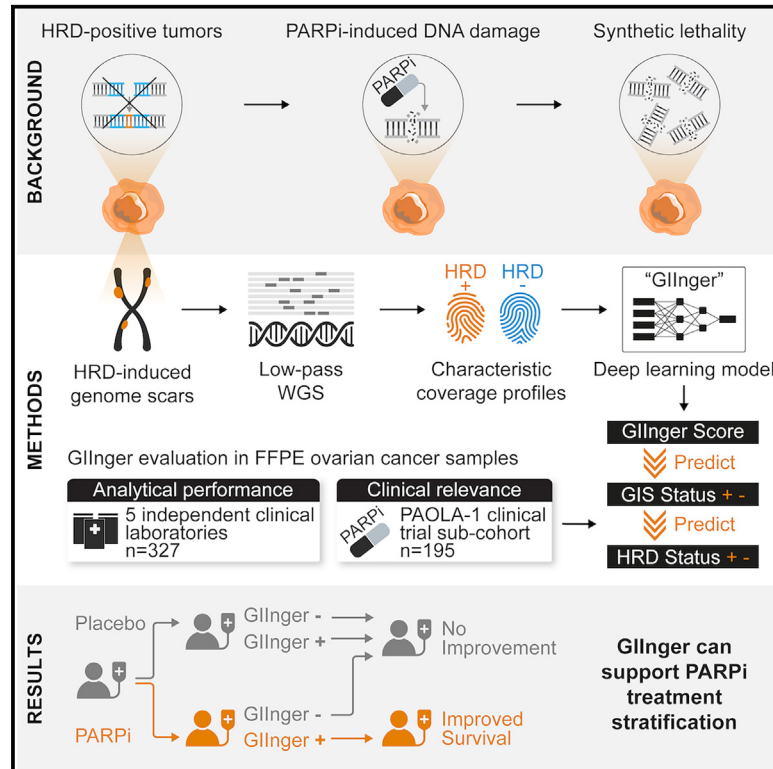 BACKGROUND
HRD-positive tumors
PARPi-induced DNA damage
Synthetic lethality
PARPi
METHODS
HRD
+
HRD
-
"GIInger"
HRD-induced
genome scars
Low-pass
WGS
Characteristic
coverage profiles
Deep learning model
GIInger Score
Predict
GIS Status + -
Predict
HRD Status + -
GIInger evaluation in FFPE ovarian cancer samples
Analytical performance
5 independent clinical
laboratories
n=327
Clinical relevance
PARPi
PAOLA-1 clinical
trial sub-cohort
n=195
RESULTS
Placebo
GIInger -
GIInger +
No
Improvement
PARPi
GIInger -
GIInger +
Improved
Survival
GIInger can
support PARPi
treatment
stratification